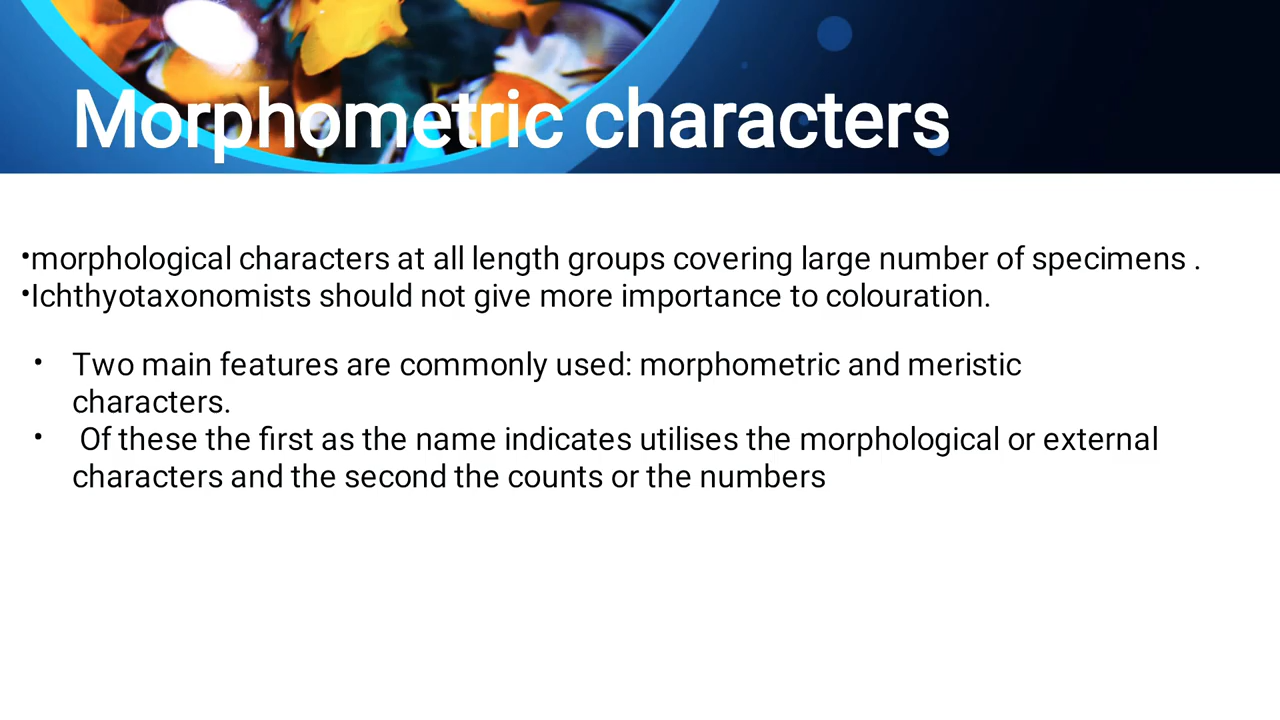 Morphometric characters
•morphological characters at all length groups covering large number of specimens .
•Ichthyotaxonomists should not give more importance to colouration.
• Two main features are commonly used: morphometric and meristic
characters.
• Of these the first as the name indicates utilises the morphological or external
characters and the second the counts or the numbers